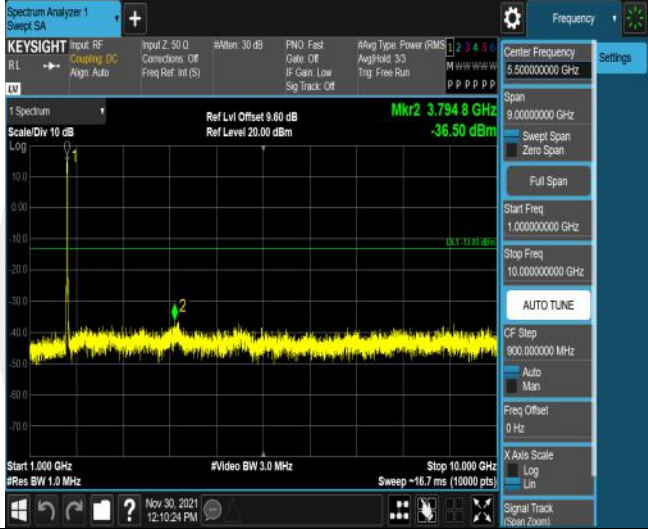 Spectrum Analyzer 1
Swept SA
+
Frequency
KEYSIGHT Input: RF
RL Coupling: DC
Align: Auto
LV
Input Z: 50 Ω
Corrections: Off
Freq Ref: Int (S)
#Atten: 30 dB
PNO: Fast
Gate: Off
IF Gain: Low
Sig Track: Off
#Avg Type: Power (RMS
Avg|Hold: 3/3
Trig: Free Run
1 2 3 4 5 6
M W W W W W
P P P P P P
1 Spectrum
Scale/Div 10 dB
Log
Ref Lvl Offset 9.60 dB
Ref Level 20.00 dBm
Mkr2 3.794 8 GHz
-36.50 dBm
1
10.0
0.00
-10.0
DL1 -13.00 dBm
-20.0
-30.0
2
-40.0
-50.0
-60.0
-70.0
Start 1.000 GHz
#Res BW 1.0 MHz
#Video BW 3.0 MHz
Stop 10.000 GHz
Sweep ~16.7 ms (10000 pts)
Nov 30, 2021
12:10:24 PM
?
Center Frequency
5.500000000 GHz
Settings
Span
9.00000000 GHz
Swept Span
Zero Span
Full Span
Start Freq
1.000000000 GHz
Stop Freq
10.000000000 GHz
AUTO TUNE
CF Step
900.000000 MHz
Auto
Man
Freq Offset
0 Hz
X Axis Scale
Log
Lin
Signal Track
(Span Zoom)